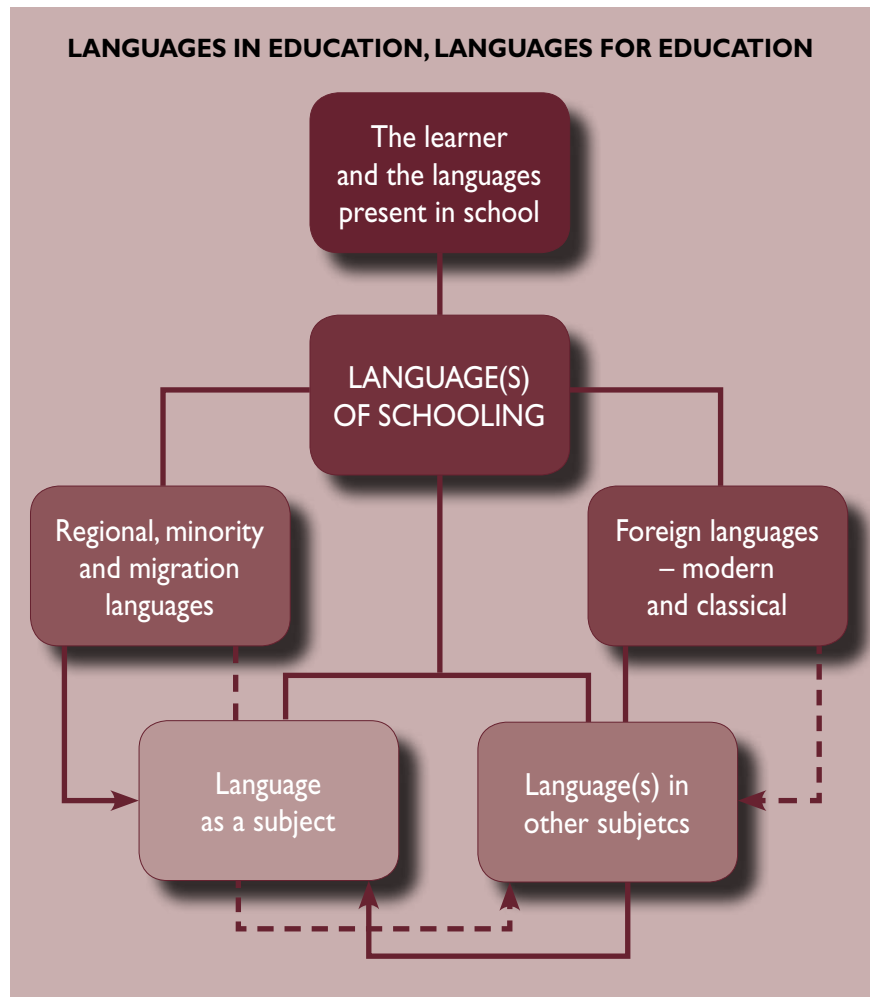 LANGUAGES IN EDUCATION, LANGUAGES FOR EDUCATION
The learner
and the languages
present in school
LANGUAGE(S)
OF SCHOOLING
Regional, minority
and migration
languages
Foreign languages
– modern
and classical
Language
as a subject
Language(s) in
other subjetcs